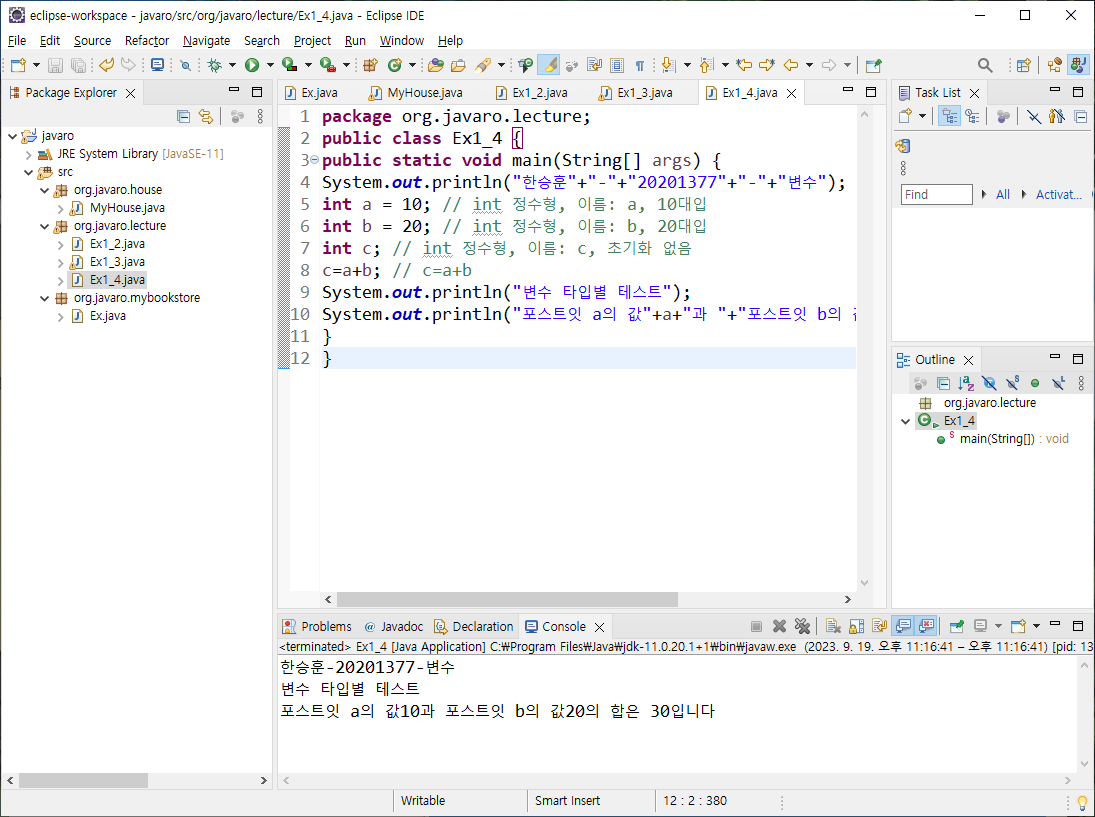 eclipse-workspace - javaro/src/org/javaro/lecture/Ex1_4.java - Eclipse IDE
File Edit Source Refactor Navigate Search Project Run Window Help
Package Explorer
javaro
JRE System Library [JavaSE-11]
src
org.javaro.house
MyHouse.java
org.javaro.lecture
Ex1_2.java
Ex1_3.java
Ex1_4.java
org.javaro.mybookstore
Ex.java
Ex.java MyHouse.java Ex1_2.java Ex1_3.java Ex1_4.java
1 package org.javaro.lecture;
2 public class Ex1_4 {
3 public static void main(String[] args) {
4 System.out.println("한승훈"+"-"+"20201377"+"-"+"변수");
5 int a = 10; // int 정수형, 이름: a, 10대입
6 int b = 20; // int 정수형, 이름: b, 20대입
7 int c; // int 정수형, 이름: c, 초기화 없음
8 c=a+b; // c=a+b
9 System.out.println("변수 타입별 테스트");
10 System.out.println("포스트잇 a의 값"+a+"과 "+"포스트잇 b의
11 }
12 }
Task List
Find All Activat...
Outline
org.javaro.lecture
Ex1_4
main(String[]) : void
Problems Javadoc Declaration Console
<terminated> Ex1_4 [Java Application] C:₩Program Files₩Java₩jdk-11.0.20.1+1₩bin₩javaw.exe (2023. 9. 19. 오후 11:16:41 – 오후 11:16:41) [pid: 13
한승훈-20201377-변수
변수 타입별 테스트
포스트잇 a의 값10과 포스트잇 b의 값20의 합은 30입니다
Writable Smart Insert 12 : 2 : 380